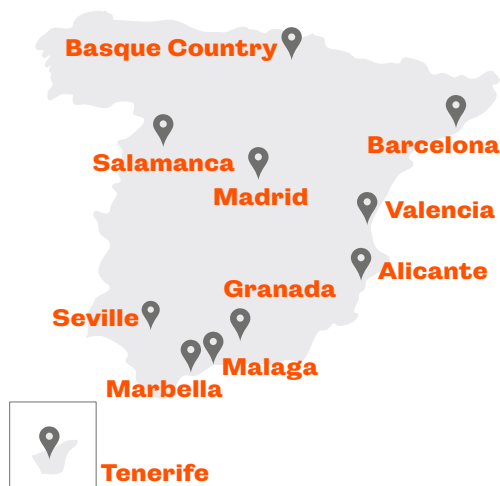 Basque Country
Barcelona
Salamanca
Madrid
Valencia
Alicante
Granada
Seville
Malaga
Marbella
Tenerife